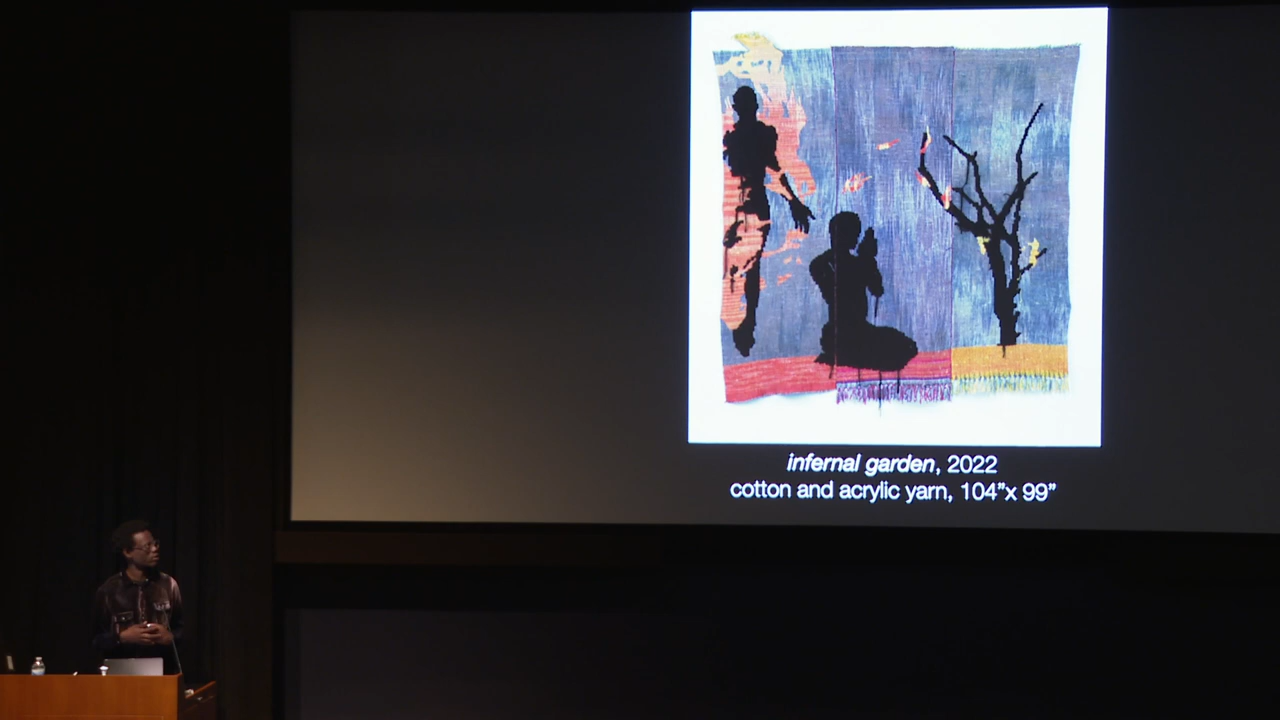 infernal garden, 2022
cotton and acrylic yarn, 104”x 99”